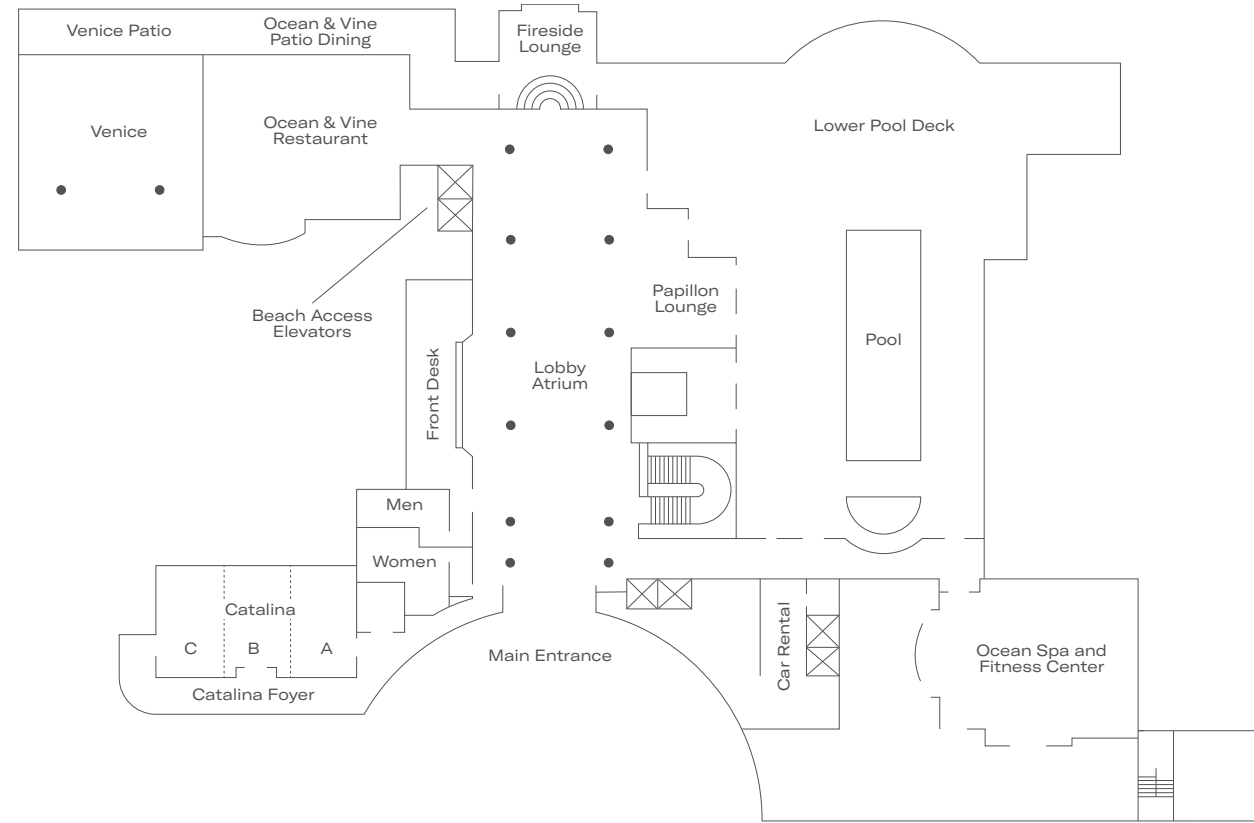 Venice Patio
Ocean & Vine
Patio Dining
Fireside
Lounge
Venice
Ocean & Vine
Restaurant
Lower Pool Deck
Beach Access
Elevators
Papillon
Lounge
Pool
Front Desk
Lobby
Atrium
Men
Women
Catalina
C
B
A
Catalina Foyer
Main Entrance
Car Rental
Ocean Spa and
Fitness Center